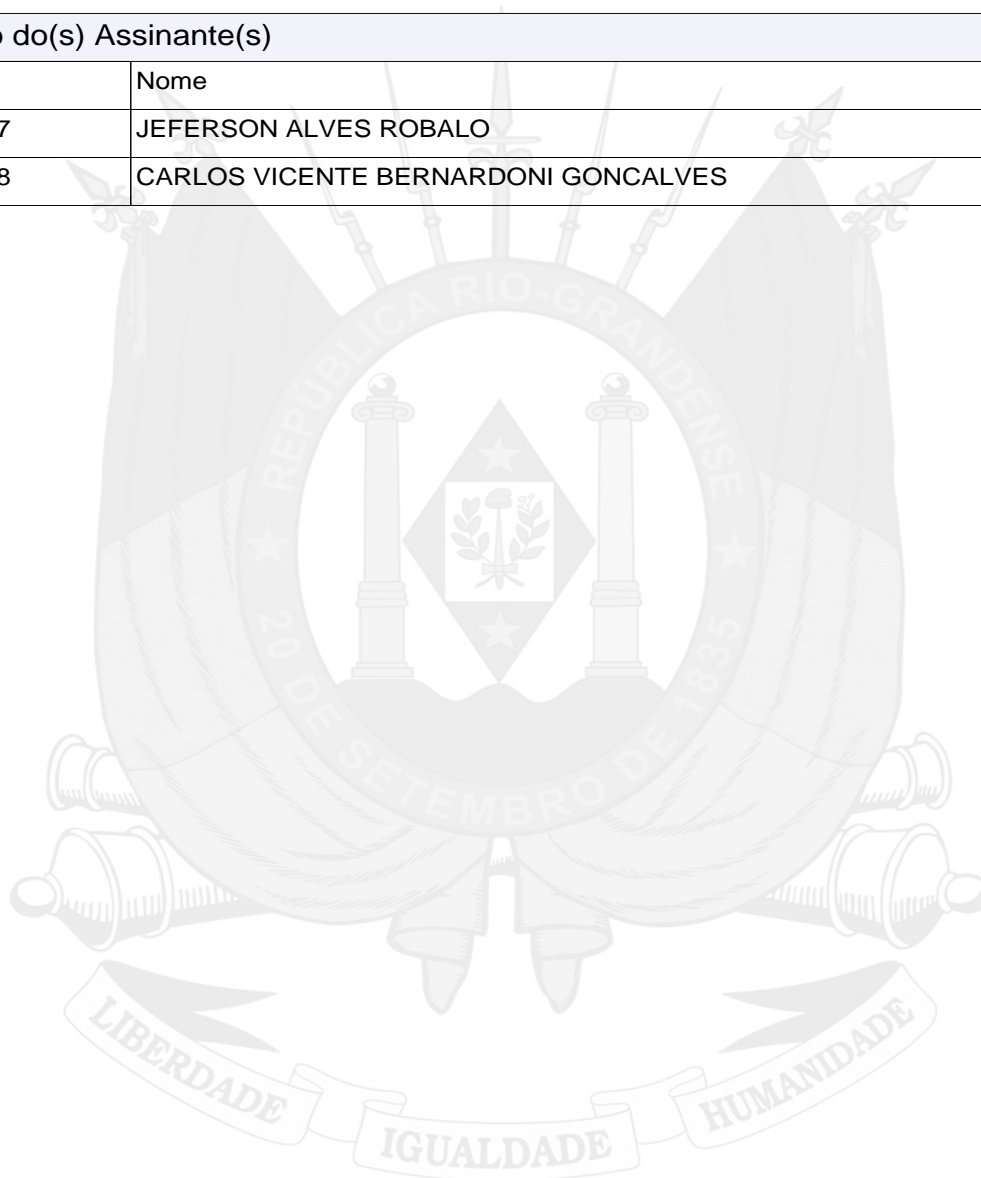 o do(s) Assinante(s)
Nome
7 JEFERSON ALVES ROBALO
8 CARLOS VICENTE BERNARDONI GONCALVES
REPÚBLICA RIO-GRANDENSE
★ 20 DE SETEMBRO DE 1835 ★
LIBERDADE IGUALDADE HUMANIDADE